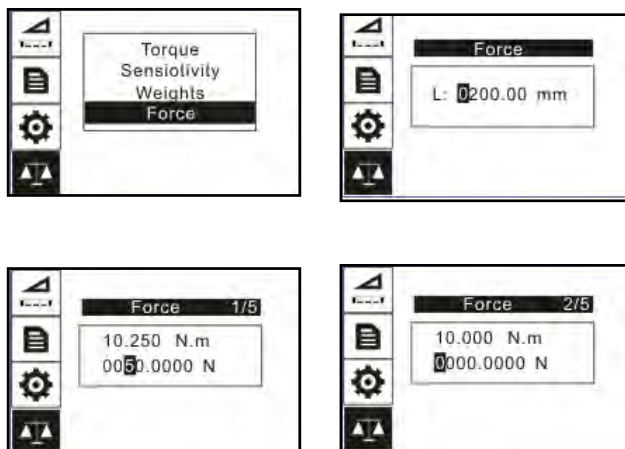 Torque
Sensiotivity
Weights
Force
Force
L: 0200.00 mm
Force 1/5
10.250 N.m
0050.0000 N
Force 2/5
10.000 N.m
0000.0000 N